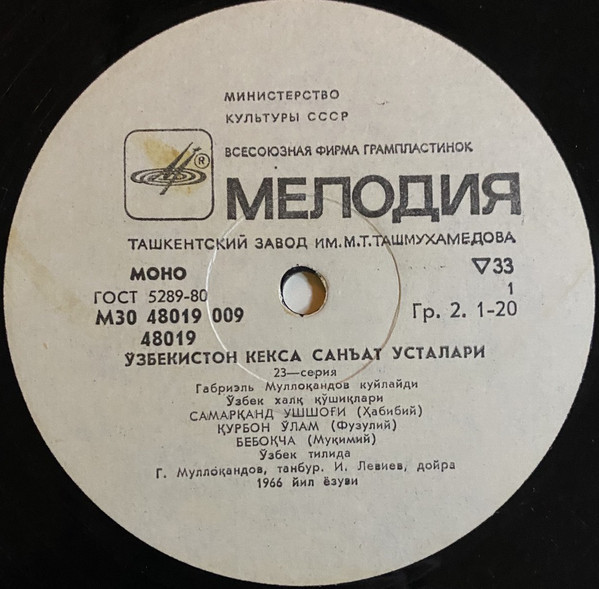 МИНИСТЕРСТВО
КУЛЬТУРЫ СССР
ВСЕСОЮЗНАЯ ФИРМА ГРАМПЛАСТИНОК
®
МЕЛОДИЯ
ТАШКЕНТСКИЙ ЗАВОД ИМ.М.Т.ТАШМУХАМЕДОВА
МОНО ▽33
ГОСТ 5289-80 1
М30 48019 009 Гр. 2. 1-20
48019
ЎЗБЕКИСТОН КЕКСА САНЪАТ УСТАЛАРИ
23—серия
Габриэль Муллоқандов куйлайди
Ўзбек халқ қўшиқлари
САМАРҚАНД УШШОҒИ (Ҳабибий)
ҚУРБОН ЎЛАМ (Фузулий)
БЕБОҚЧА (Муқимий)
Ўзбек тилида
Г. Муллоқандов, танбур. И. Левиев, дойра
1966 йил ёзуви